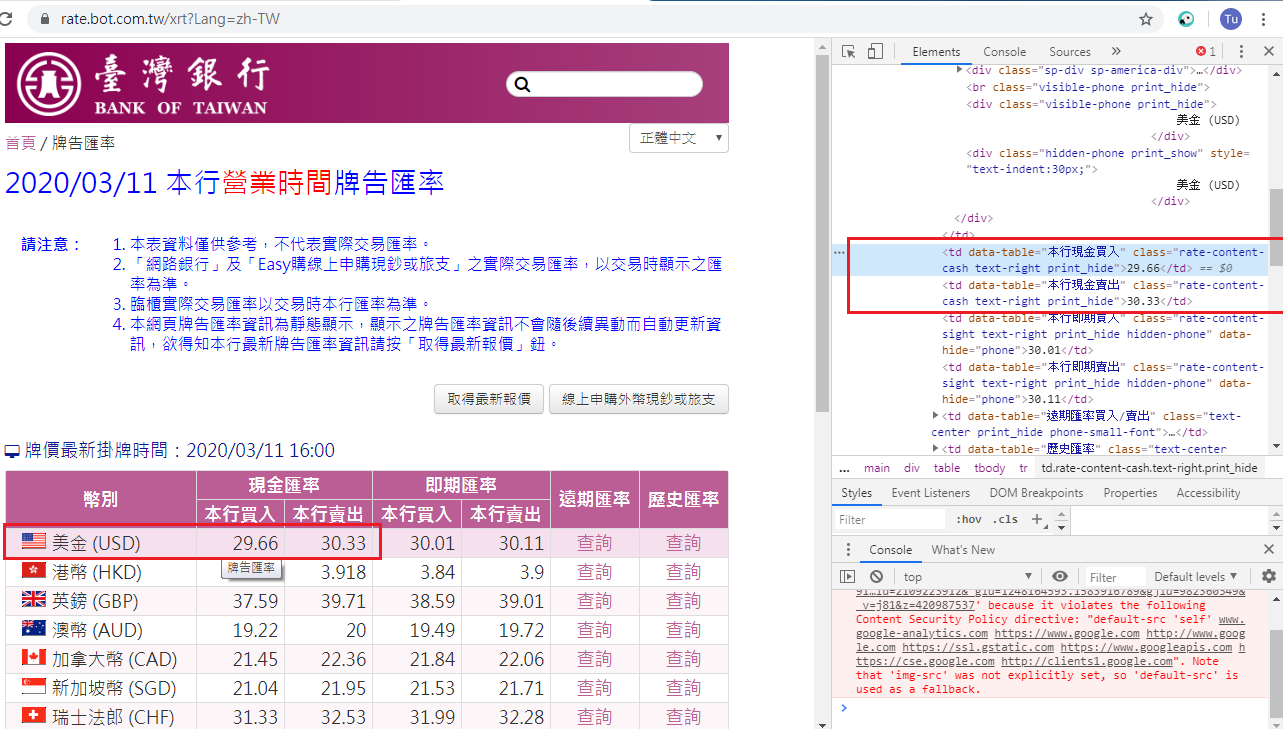 rate.bot.com.tw/xrt?Lang=zh-TW
Tu
臺灣銀行
BANK OF TAIWAN
首頁 / 牌告匯率
正體中文
2020/03/11 本行營業時間牌告匯率
請注意：
1. 本表資料僅供參考，不代表實際交易匯率。
2. 「網路銀行」及「Easy購線上申購現鈔或旅支」之實際交易匯率，以交易時顯示之匯
率為準。
3. 臨櫃實際交易匯率以交易時本行匯率為準。
4. 本網頁牌告匯率資訊為靜態顯示，顯示之牌告匯率資訊不會隨後續異動而自動更新資
訊，欲得知本行最新牌告匯率資訊請按「取得最新報價」鈕。
取得最新報價 線上申購外幣現鈔或旅支
牌價最新掛牌時間：2020/03/11 16:00
幣別 現金匯率 即期匯率 遠期匯率 歷史匯率
本行買入 本行賣出 本行買入 本行賣出
美金 (USD) 29.66 30.33 30.01 30.11 查詢 查詢
牌告匯率
港幣 (HKD) 3.918 3.84 3.9 查詢 查詢
英鎊 (GBP) 37.59 39.71 38.59 39.01 查詢 查詢
澳幣 (AUD) 19.22 20 19.49 19.72 查詢 查詢
加拿大幣 (CAD) 21.45 22.36 21.84 22.06 查詢 查詢
新加坡幣 (SGD) 21.04 21.95 21.53 21.71 查詢 查詢
瑞士法郎 (CHF) 31.33 32.53 31.99 32.28 查詢 查詢
Elements Console Sources » 1
<div class="sp-div sp-america-div">…</div>
<br class="visible-phone print_hide">
<div class="visible-phone print_hide">
美金 (USD)
</div>
<div class="hidden-phone print_show" style=
"text-indent:30px;">
美金 (USD)
</div>
</div>
</td>
<td data-table="本行現金買入" class="rate-content-
cash text-right print_hide">29.66</td> == $0
<td data-table="本行現金賣出" class="rate-content-
cash text-right print_hide">30.33</td>
<td data-table="本行即期買入" class="rate-content-
sight text-right print_hide hidden-phone" data-
hide="phone">30.01</td>
<td data-table="本行即期賣出" class="rate-content-
sight text-right print_hide hidden-phone" data-
hide="phone">30.11</td>
<td data-table="遠期匯率買入/賣出" class="text-
center print_hide phone-small-font">…</td>
<td data-table="歷史匯率" class="text-center
... main div table tbody tr td.rate-content-cash.text-right.print_hide
Styles Event Listeners DOM Breakpoints Properties Accessibility
Filter :hov .cls +
Console What's New
top Filter Default levels
_v=j81&z=420987537' because it violates the following
Content Security Policy directive: "default-src 'self' www.
google-analytics.com https://www.google.com http://www.goog
le.com https://ssl.gstatic.com https://www.googleapis.com h
ttps://cse.google.com http://clients1.google.com". Note
that 'img-src' was not explicitly set, so 'default-src' is
used as a fallback.